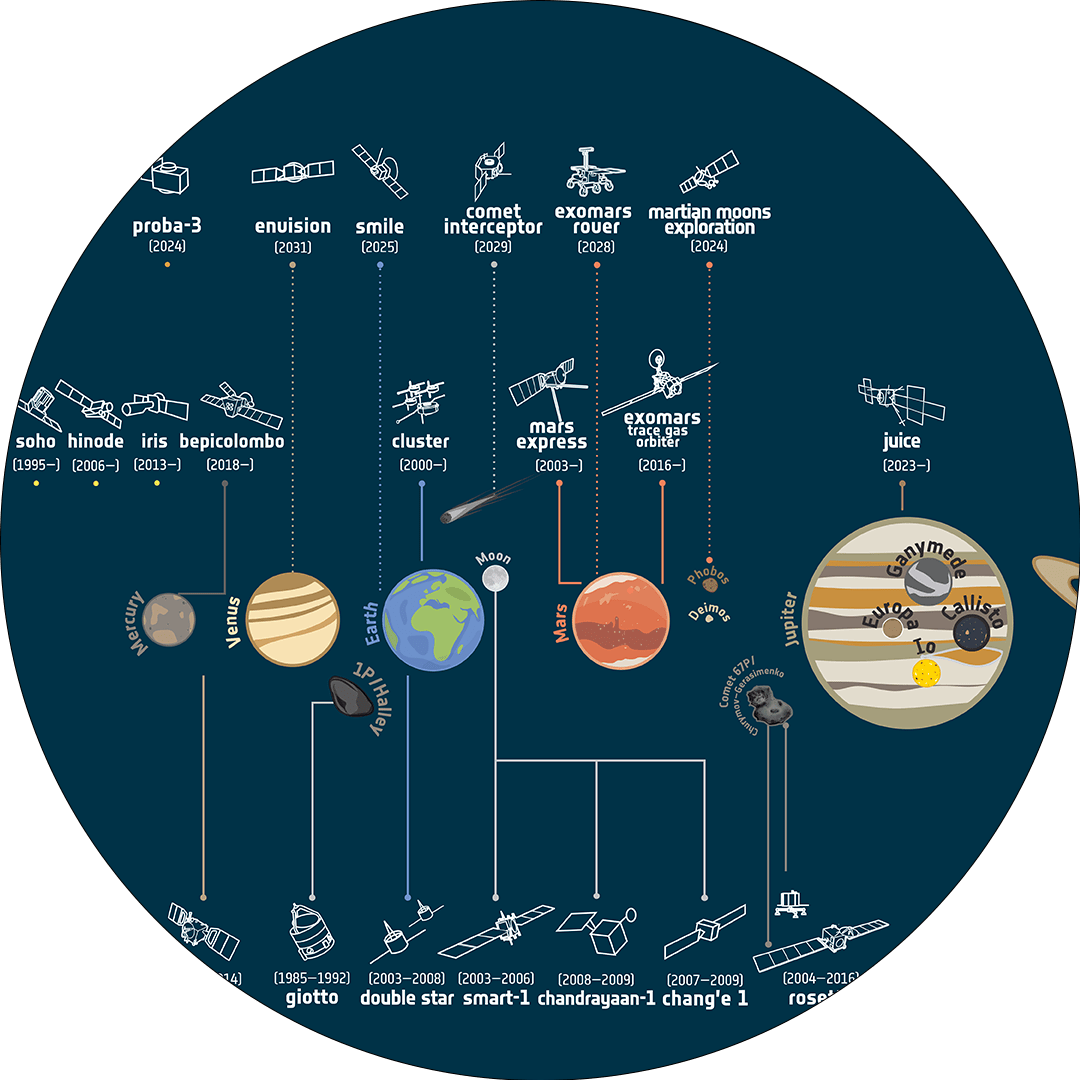 proba-3
(2024)
envision
(2031)
smile
(2025)
comet
interceptor
(2029)
exomars
rover
(2028)
martian moons
exploration
(2024)
soho
(1995–)
hinode
(2006–)
iris
(2013–)
bepicolombo
(2018–)
cluster
(2000–)
mars
express
(2003–)
exomars
trace gas
orbiter
(2016–)
juice
(2023–)
Mercury
Venus
Earth
Moon
Mars
Phobos
Deimos
Jupiter
Ganymede
Europa
Callisto
Io
1P/Halley
Comet 67P/
Churymov–Gerasimenko
14)
(1985–1992)
giotto
(2003–2008)
double star
(2003–2006)
smart-1
(2008–2009)
chandrayaan-1
(2007–2009)
chang'e 1
(2004–2016)